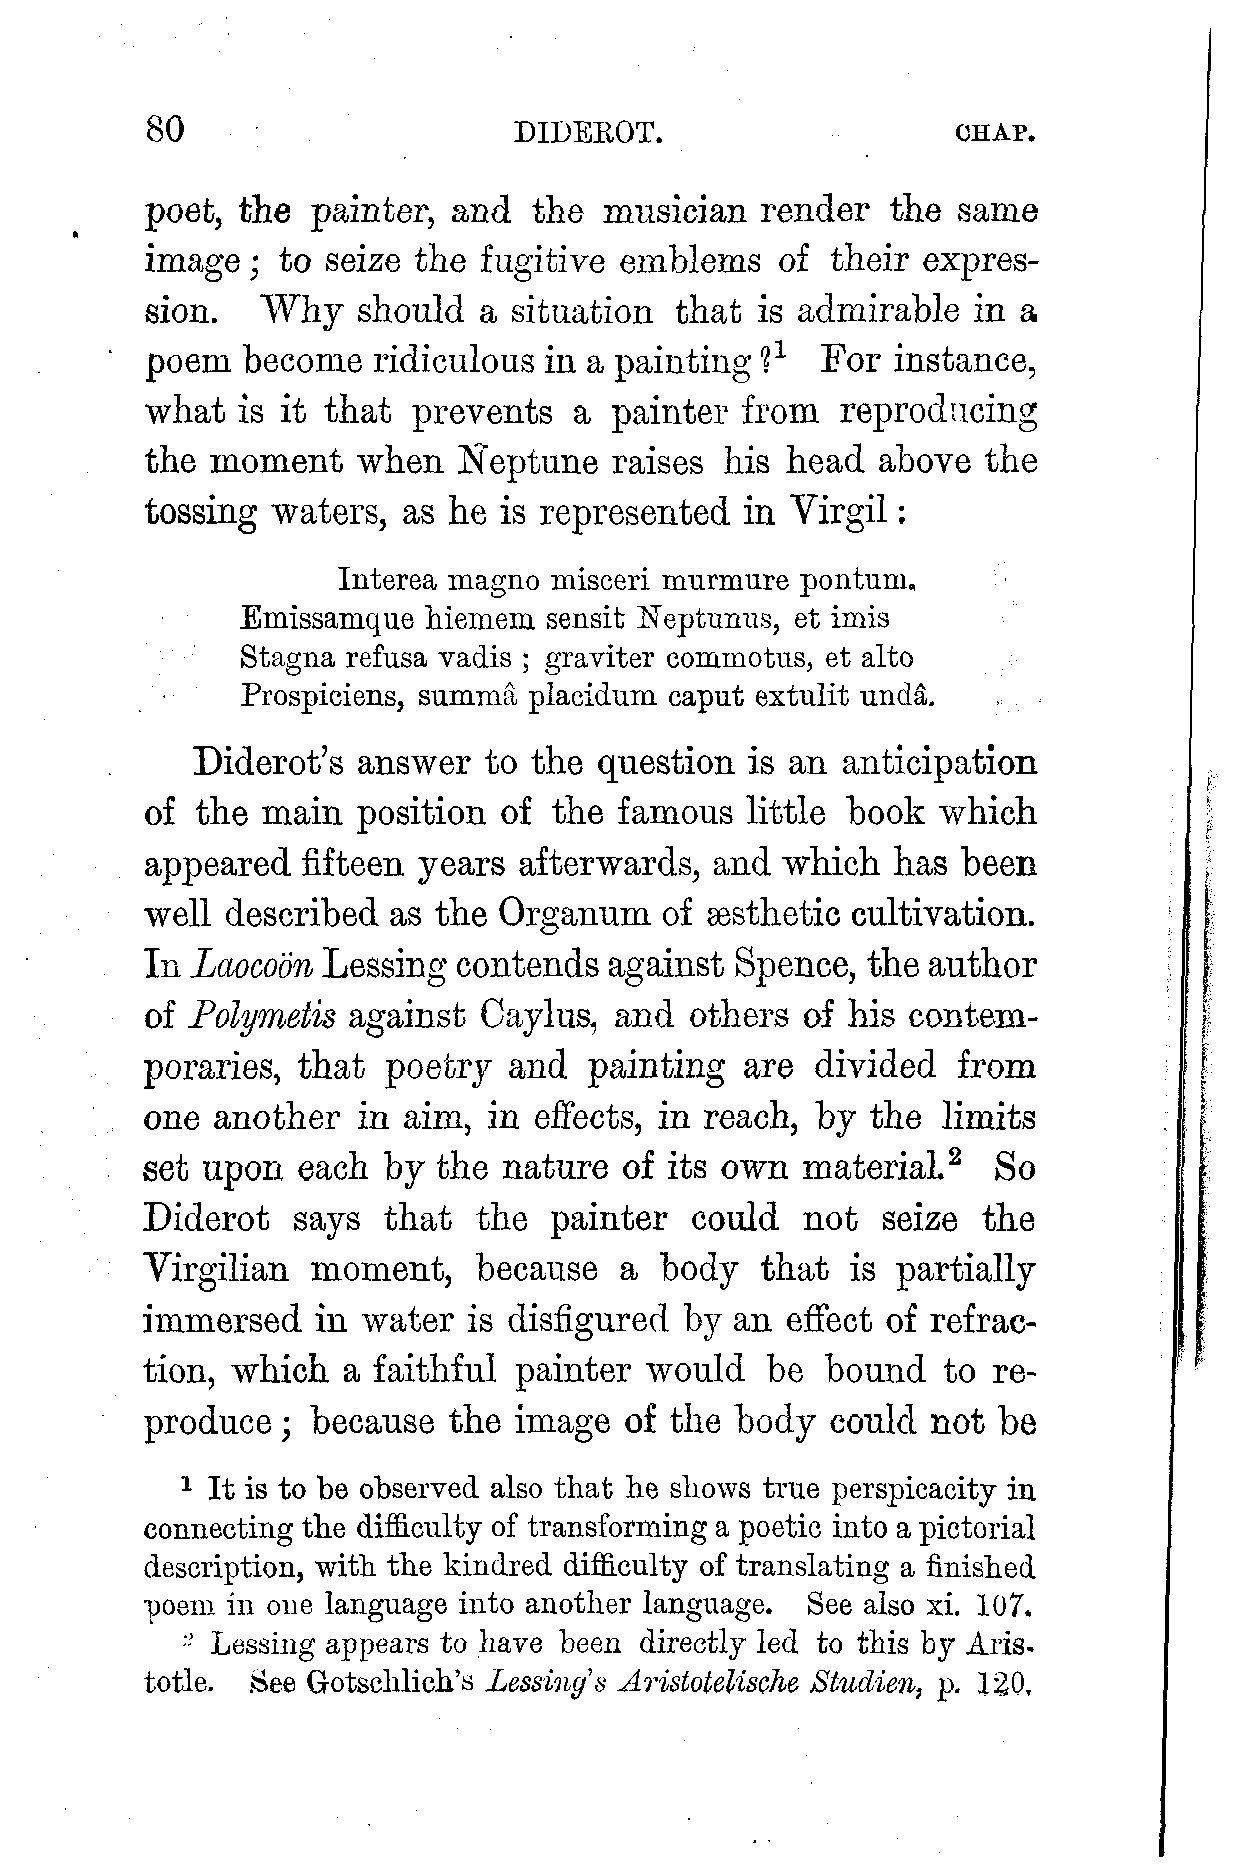 80 DIDEROT. CHAP.
poet, the painter, and the musician render the same
image ; to seize the fugitive emblems of their expres-
sion. Why should a situation that is admirable in a
poem become ridiculous in a painting ?¹ For instance,
what is it that prevents a painter from reproducing
the moment when Neptune raises his head above the
tossing waters, as he is represented in Virgil :
Interea magno misceri murmure pontum.
Emissamque hiemem sensit Neptunus, et imis
Stagna refusa vadis ; graviter commotus, et alto
Prospiciens, summâ placidum caput extulit undâ.
Diderot's answer to the question is an anticipation
of the main position of the famous little book which
appeared fifteen years afterwards, and which has been
well described as the Organum of æsthetic cultivation.
In Laocoön Lessing contends against Spence, the author
of Polymetis against Caylus, and others of his contem-
poraries, that poetry and painting are divided from
one another in aim, in effects, in reach, by the limits
set upon each by the nature of its own material.² So
Diderot says that the painter could not seize the
Virgilian moment, because a body that is partially
immersed in water is disfigured by an effect of refrac-
tion, which a faithful painter would be bound to re-
produce ; because the image of the body could not be
¹ It is to be observed also that he shows true perspicacity in
connecting the difficulty of transforming a poetic into a pictorial
description, with the kindred difficulty of translating a finished
poem in one language into another language. See also xi. 107.
² Lessing appears to have been directly led to this by Aris-
totle. See Gotschlich's Lessing's Aristotelische Studien, p. 120.